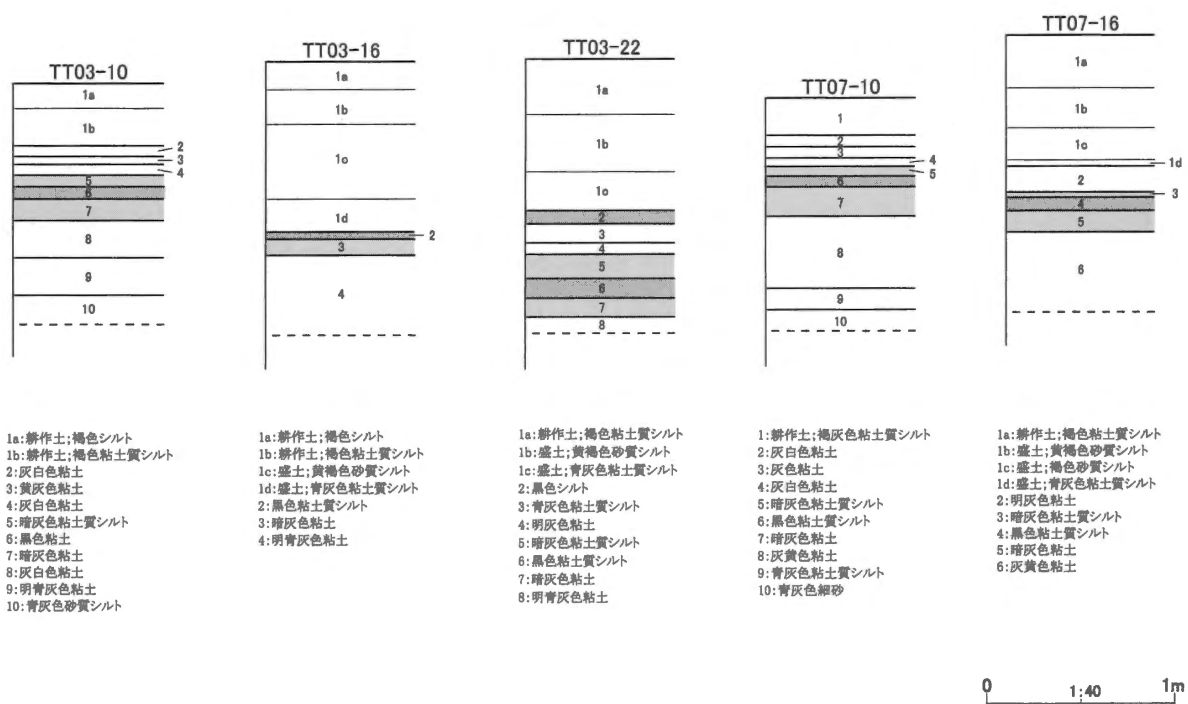 TT03-10
1a
1b
2
3
4
5
6
7
8
9
10
TT03-16
1a
1b
1c
1d
2
3
4
TT03-22
1a
1b
1c
2
3
4
5
6
7
8
TT07-10
1
2
3
4
5
6
7
8
9
10
TT07-16
1a
1b
1c
1d
2
3
4
5
6
1a:耕作土;褐色シルト
1b:耕作土;褐色粘土質シルト
2:灰白色粘土
3:黄灰色粘土
4:灰白色粘土
5:暗灰色粘土質シルト
6:黒色粘土
7:暗灰色粘土
8:灰白色粘土
9:明青灰色粘土
10:青灰色砂質シルト
1a:耕作土;褐色シルト
1b:耕作土;褐色粘土質シルト
1c:盛土;黄褐色砂質シルト
1d:盛土;青灰色粘土質シルト
2:黒色粘土質シルト
3:暗灰色粘土
4:明青灰色粘土
1a:耕作土;褐色粘土質シルト
1b:盛土;黄褐色砂質シルト
1c:盛土;青灰色粘土質シルト
2:黒色シルト
3:青灰色粘土質シルト
4:明灰色粘土
5:暗灰色粘土質シルト
6:黒色粘土質シルト
7:暗灰色粘土
8:明青灰色粘土
1:耕作土;褐灰色粘土質シルト
2:灰白色粘土
3:灰色粘土
4:灰白色粘土
5:暗灰色粘土質シルト
6:黒色粘土質シルト
7:暗灰色粘土
8:灰黄色粘土
9:青灰色粘土質シルト
10:青灰色細砂
1a:耕作土;褐色粘土質シルト
1b:盛土;黄褐色砂質シルト
1c:盛土;褐色砂質シルト
1d:盛土;青灰色粘土質シルト
2:明灰色粘土
3:暗灰色粘土質シルト
4:黒色粘土質シルト
5:暗灰色粘土
6:灰黄色粘土
0 1:40 1m